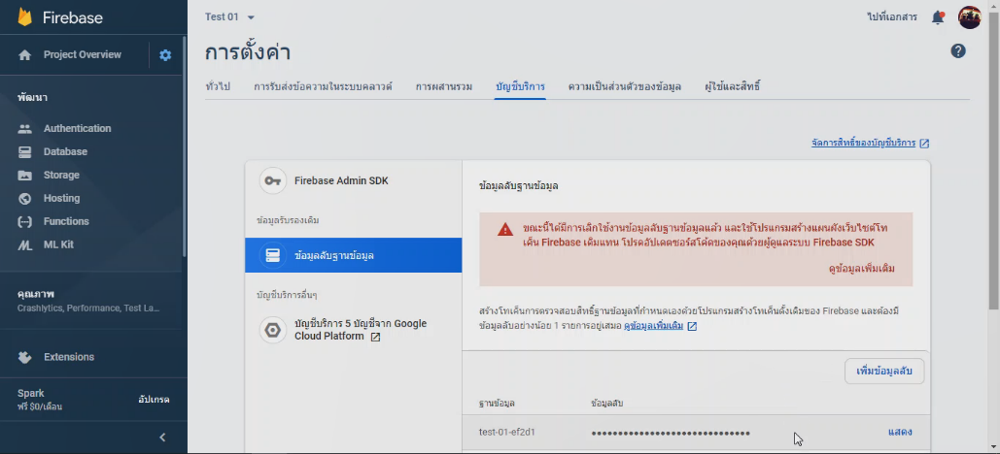 Firebase
Project Overview
พัฒนา
Authentication
Database
Storage
Hosting
Functions
ML Kit
คุณภาพ
Crashlytics, Performance, Test La...
Extensions
Spark
ฟรี $0/เดือน
อัปเกรด
Test 01
ไปที่เอกสาร
การตั้งค่า
ทั่วไป
การรับส่งข้อความในระบบคลาวด์
การผสานรวม
บัญชีบริการ
ความเป็นส่วนตัวของข้อมูล
ผู้ใช้และสิทธิ์
จัดการสิทธิ์ของบัญชีบริการ
Firebase Admin SDK
ข้อมูลรับรองเดิม
ข้อมูลลับฐานข้อมูล
บัญชีบริการอื่นๆ
บัญชีบริการ 5 บัญชีจาก Google
Cloud Platform
ข้อมูลลับฐานข้อมูล
ขณะนี้ได้มีการเลิกใช้งานข้อมูลลับฐานข้อมูลแล้ว และใช้โปรแกรมสร้างแผนผังเว็บไซต์โท
เค็น Firebase เดิมแทน โปรดอัปเดตซอร์สโค้ดของคุณด้วยผู้ดูแลระบบ Firebase SDK
ดูข้อมูลเพิ่มเติม
สร้างโทเค็นการตรวจสอบสิทธิ์ฐานข้อมูลที่กำหนดเองด้วยโปรแกรมสร้างโทเค็นดั้งเดิมของ Firebase และต้องมี
ข้อมูลลับอย่างน้อย 1 รายการอยู่เสมอ ดูข้อมูลเพิ่มเติม
เพิ่มข้อมูลลับ
ฐานข้อมูล
ข้อมูลลับ
test-01-ef2d1
••••••••••••••••••••••••••••••
แสดง